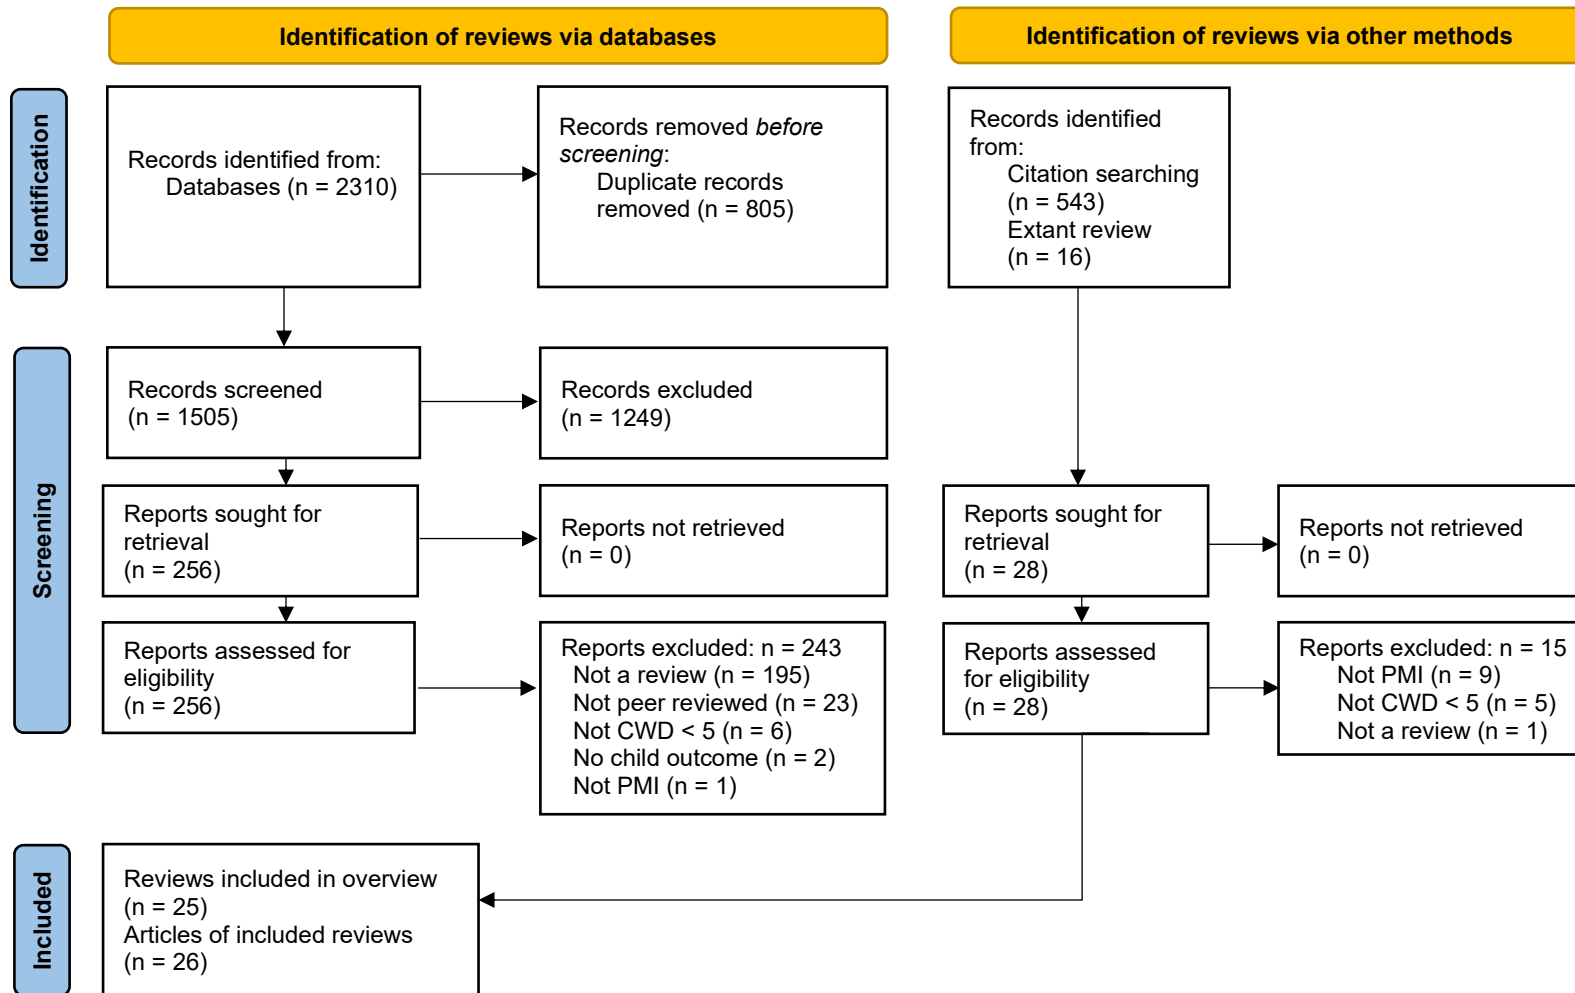 Identification of reviews via databases
Identification of reviews via other methods
Identification
Records identified from:
Databases (n = 2310)
Records removed before
screening:
Duplicate records
removed (n = 805)
Records identified
from:
Citation searching
(n = 543)
Extant review
(n = 16)
Screening
Records screened
(n = 1505)
Records excluded
(n = 1249)
Reports sought for
retrieval
(n = 256)
Reports not retrieved
(n = 0)
Reports sought for
retrieval
(n = 28)
Reports not retrieved
(n = 0)
Reports assessed for
eligibility
(n = 256)
Reports excluded: n = 243
Not a review (n = 195)
Not peer reviewed (n = 23)
Not CWD < 5 (n = 6)
No child outcome (n = 2)
Not PMI (n = 1)
Reports assessed
for eligibility
(n = 28)
Reports excluded: n = 15
Not PMI (n = 9)
Not CWD < 5 (n = 5)
Not a review (n = 1)
Included
Reviews included in overview
(n = 25)
Articles of included reviews
(n = 26)